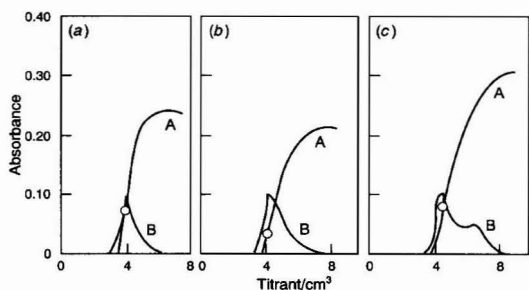 (a) (b) (c)
0.40
0.30
0.20
0.10
0
A A A
B B B
0 4 8 0 4 8 0 4 8
Absorbance
Titrant/cm³